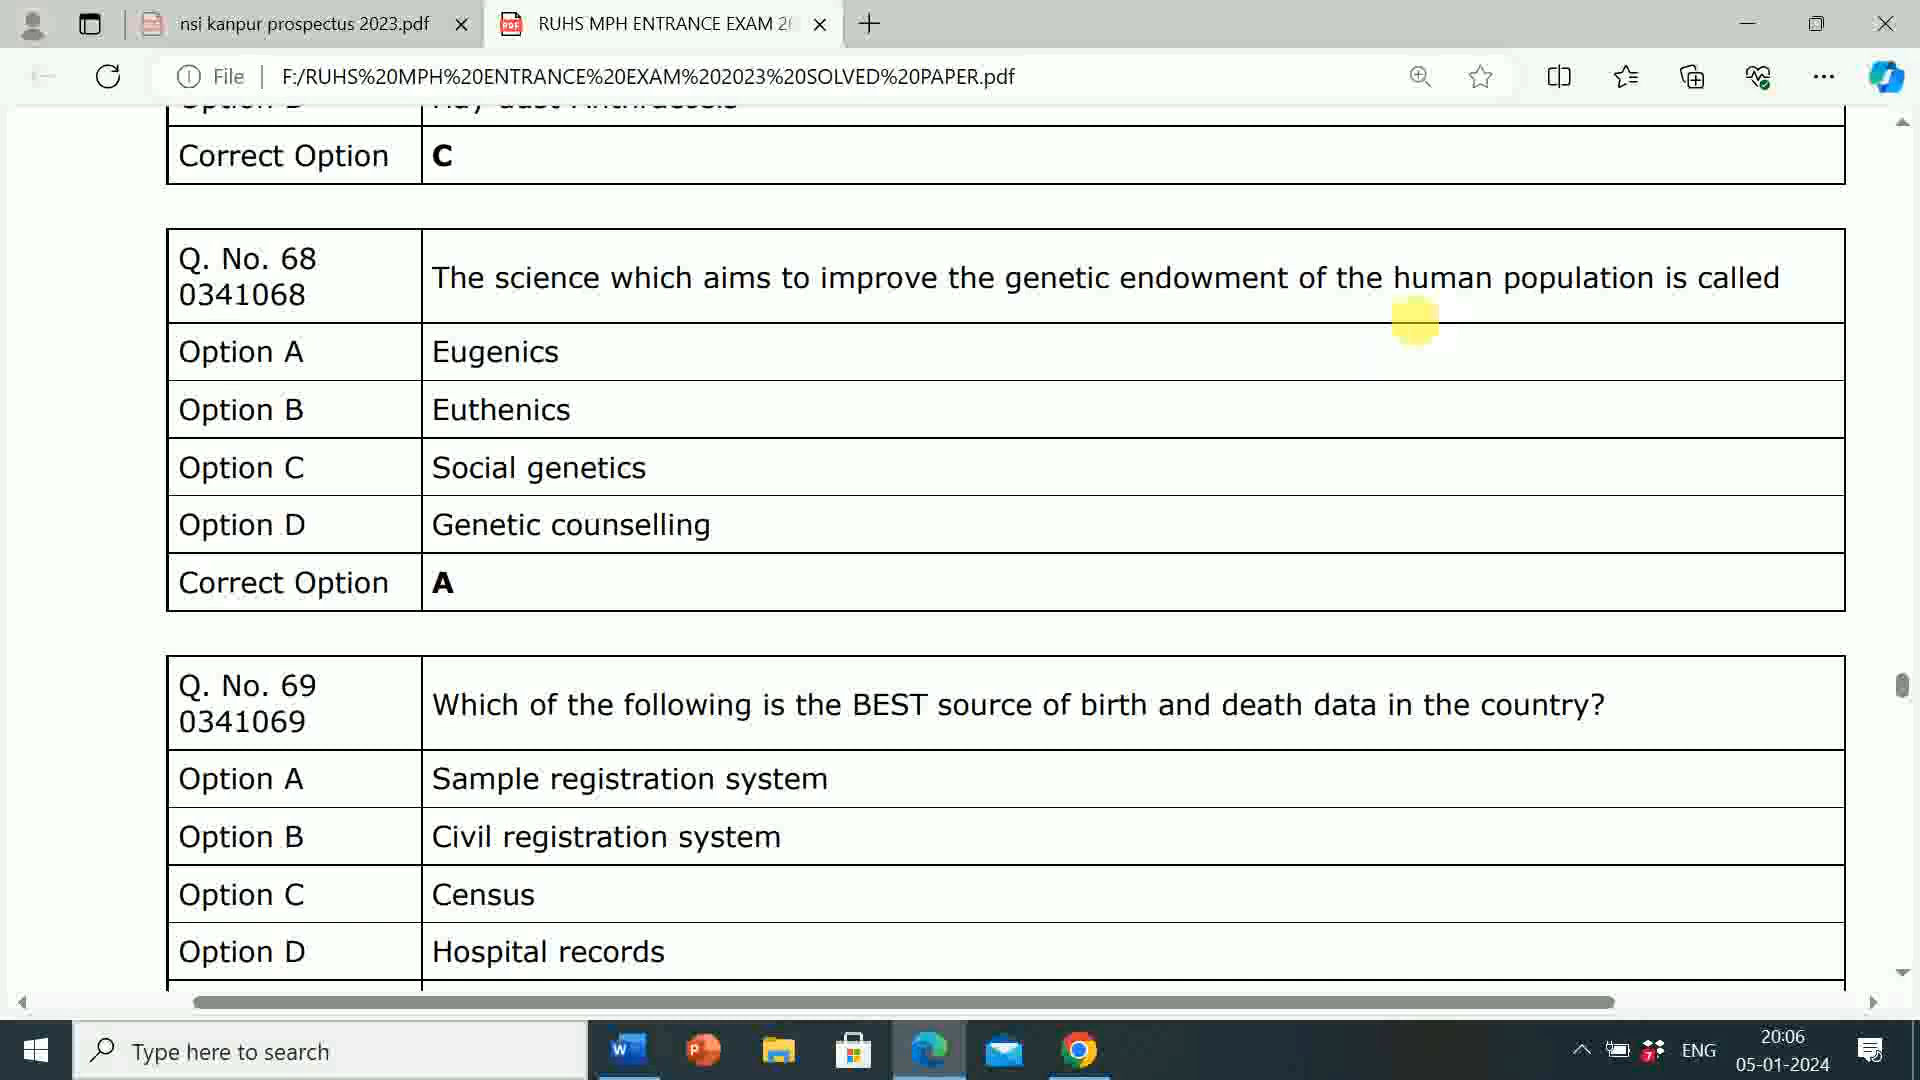 nsi kanpur prospectus 2023.pdf
RUHS MPH ENTRANCE EXAM
File
F:/RUHS%20MPH%20ENTRANCE%20EXAM%202023%20SOLVED%20PAPER.pdf
Correct Option C
Q. No. 68
0341068
The science which aims to improve the genetic endowment of the human population is called
Option A Eugenics
Option B Euthenics
Option C Social genetics
Option D Genetic counselling
Correct Option A
Q. No. 69
0341069
Which of the following is the BEST source of birth and death data in the country?
Option A Sample registration system
Option B Civil registration system
Option C Census
Option D Hospital records
Type here to search
ENG
20:06
05-01-2024